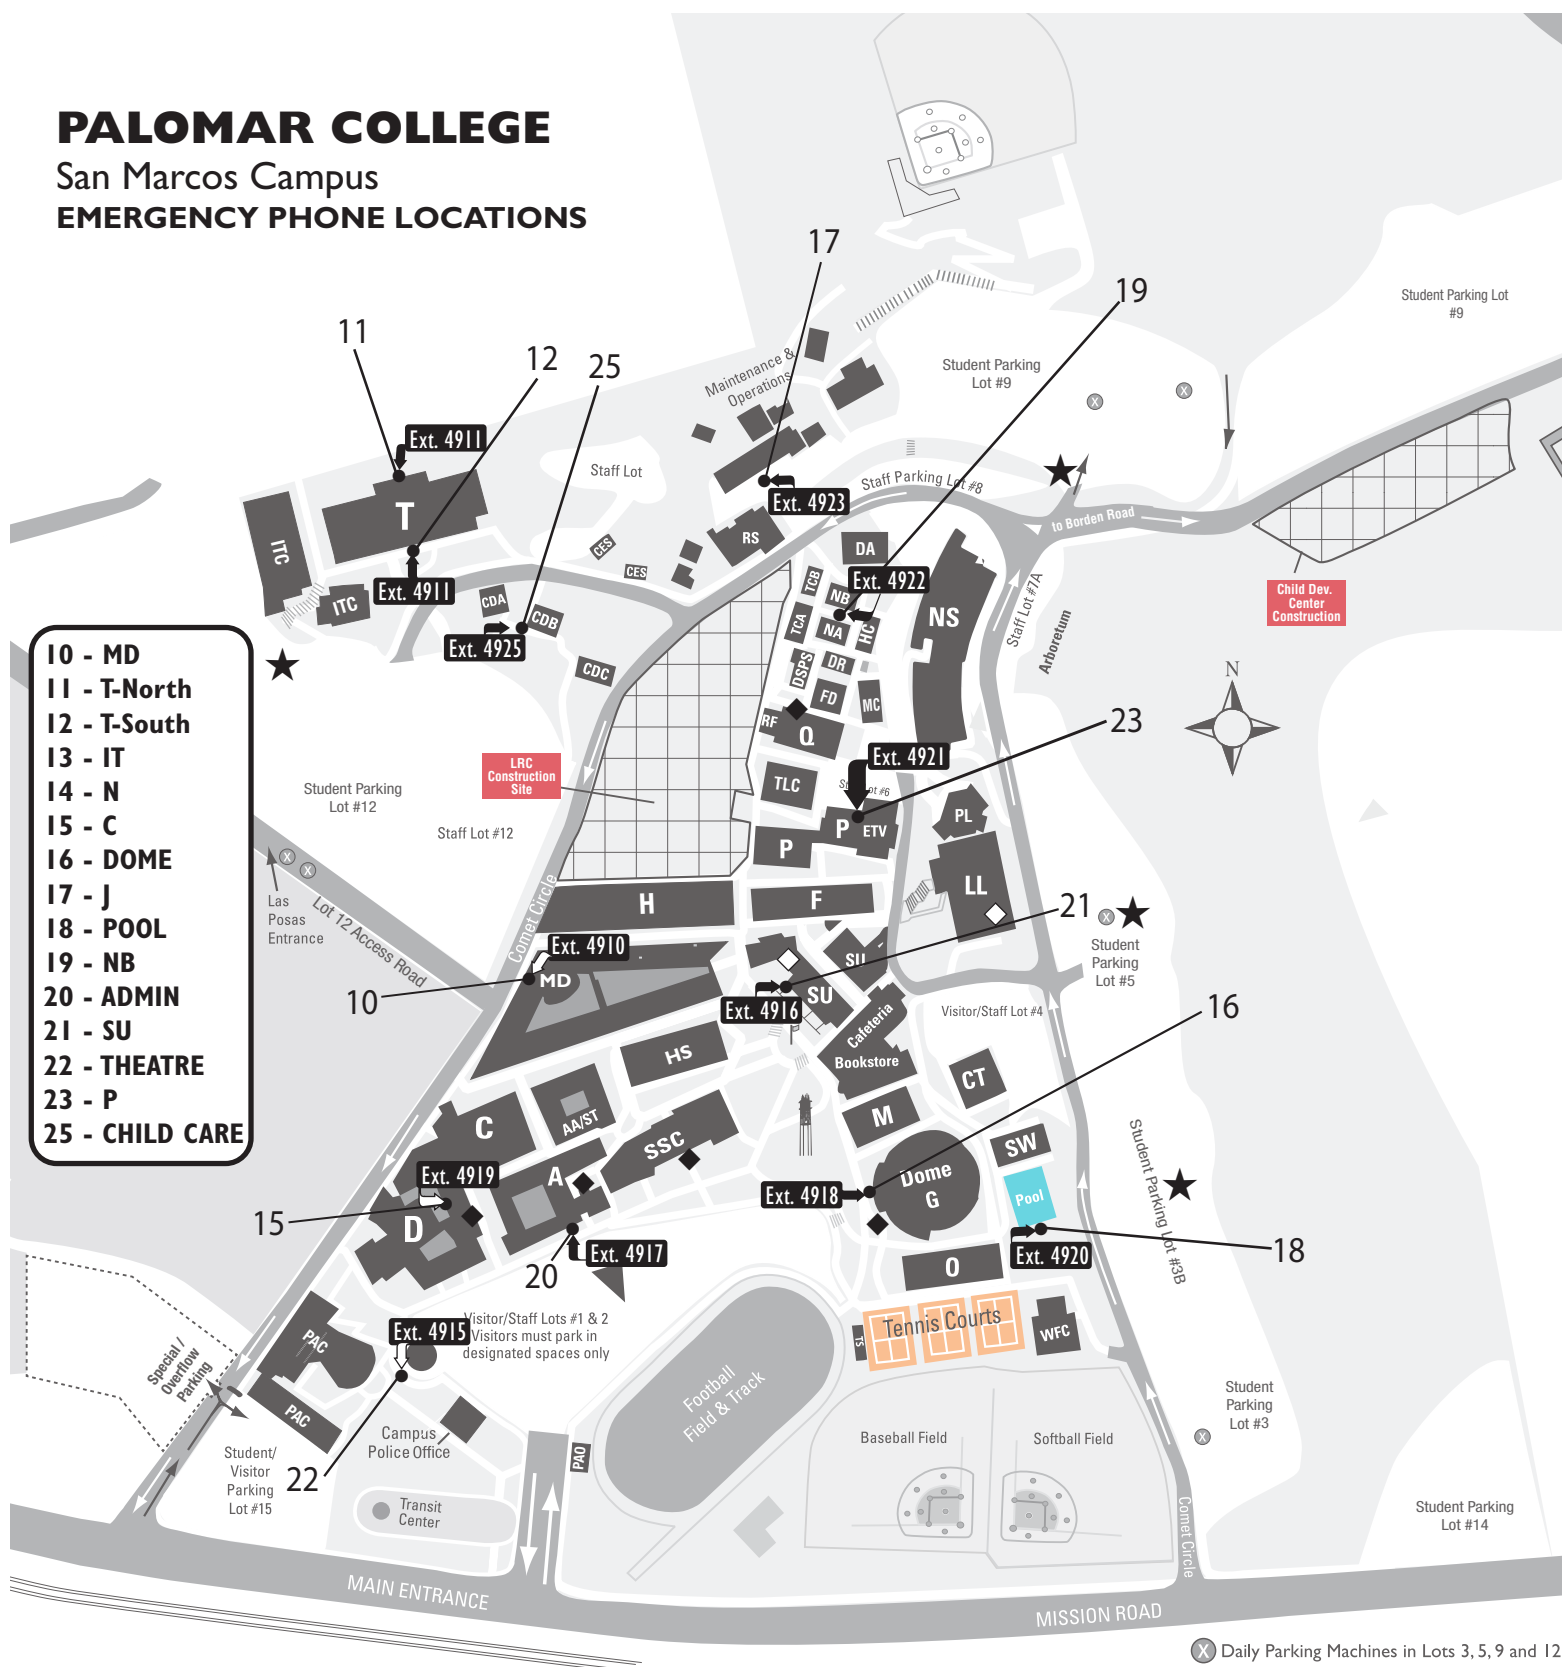 PALOMAR COLLEGE
San Marcos Campus
EMERGENCY PHONE LOCATIONS
17
19
11
12
25
Student Parking Lot
#9
Student Parking
Lot #9
Maintenance &
Operations
X
X
Ext. 4911
Staff Lot
T
Ext. 4923
Staff Parking Lot #8
to Borden Road
ITC
ITC
CES
CES
RS
DA
Ext. 4911
CDA
CDB
Ext. 4925
CDC
TCB
NB
Ext. 4922
TCA
NA
HC
DSPS
DR
FD
MC
RF
Q
NS
Staff Lot #7A
Arboretum
Child Dev.
Center
Construction
N
10 - MD
11 - T-North
12 - T-South
13 - IT
14 - N
15 - C
16 - DOME
17 - J
18 - POOL
19 - NB
20 - ADMIN
21 - SU
22 - THEATRE
23 - P
25 - CHILD CARE
23
Ext. 4921
LRC
Construction
Site
Student Parking
Lot #12
Staff Lot #12
TLC
P
P
ETV
PL
LL
X
X
Las
Posas
Entrance
Lot 12 Access Road
Comet Circle
H
F
21
X
Student
Parking
Lot #5
Ext. 4910
MD
10
SU
SU
Ext. 4916
Cafeteria
Bookstore
Visitor/Staff Lot #4
16
HS
CT
C
AA/ST
SSC
M
SW
Student Parking Lot #3B
Ext. 4919
A
Ext. 4918
Dome
G
Pool
15
D
Ext. 4917
20
Ext. 4920
18
O
Visitor/Staff Lots #1 & 2
Visitors must park in
designated spaces only
Ext. 4915
TS
Tennis Courts
WFC
Special /
Overflow
Parking
PAC
PAC
Football
Field & Track
Student
Parking
Lot #3
X
Campus
Police Office
Baseball Field
Softball Field
Student/
Visitor
Parking
Lot #15
22
PAO
Transit
Center
Comet Circle
Student Parking
Lot #14
MAIN ENTRANCE
MISSION ROAD
X Daily Parking Machines in Lots 3, 5, 9 and 12